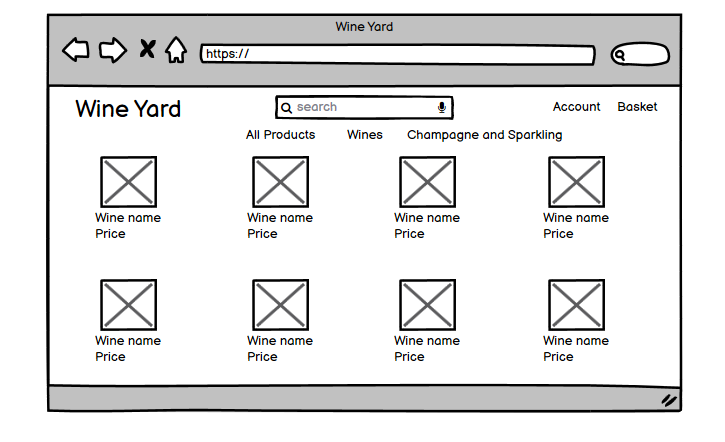 Wine Yard
https://
Wine Yard
search
Account Basket
All Products Wines Champagne and Sparkling
Wine name Wine name Wine name Wine name
Price Price Price Price
Wine name Wine name Wine name Wine name
Price Price Price Price